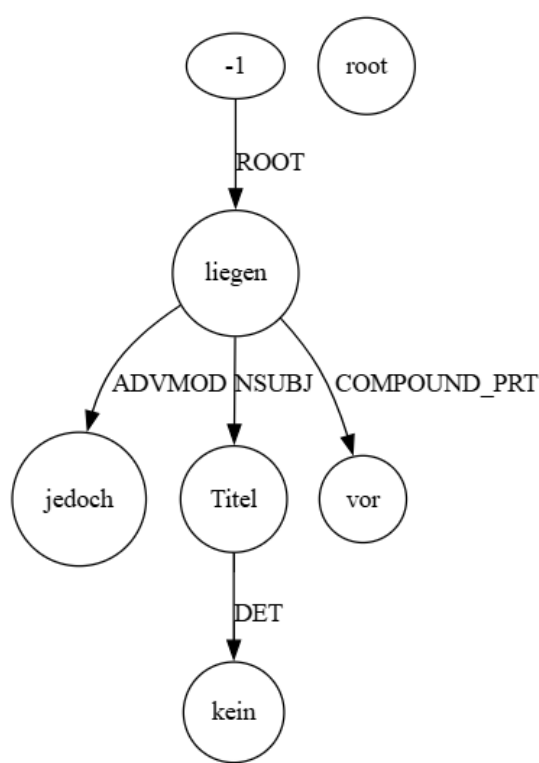 -1 root
ROOT
liegen
ADVMOD NSUBJ COMPOUND_PRT
jedoch Titel vor
DET
kein